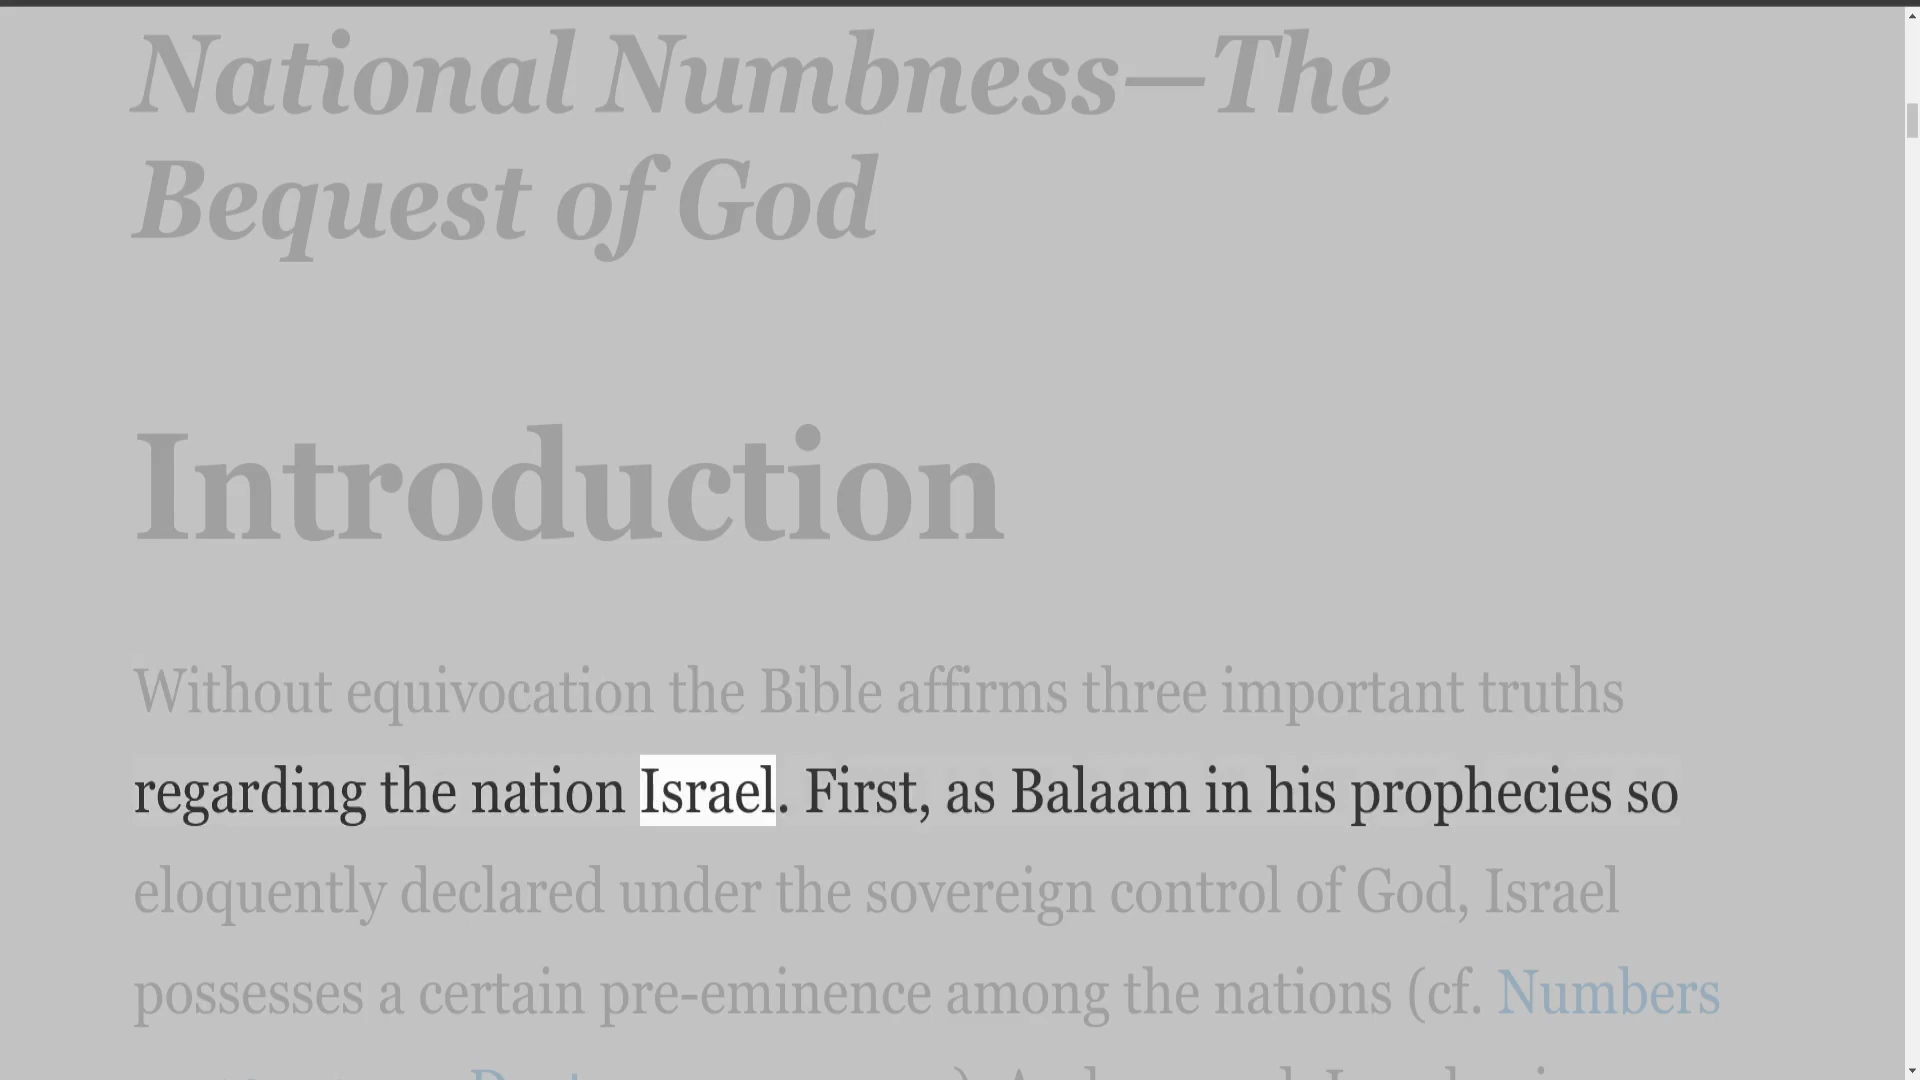 National Numbness—The
Bequest of God
Introduction
Without equivocation the Bible affirms three important truths
regarding the nation Israel. First, as Balaam in his prophecies so
eloquently declared under the sovereign control of God, Israel
possesses a certain pre-eminence among the nations (cf. Numbers